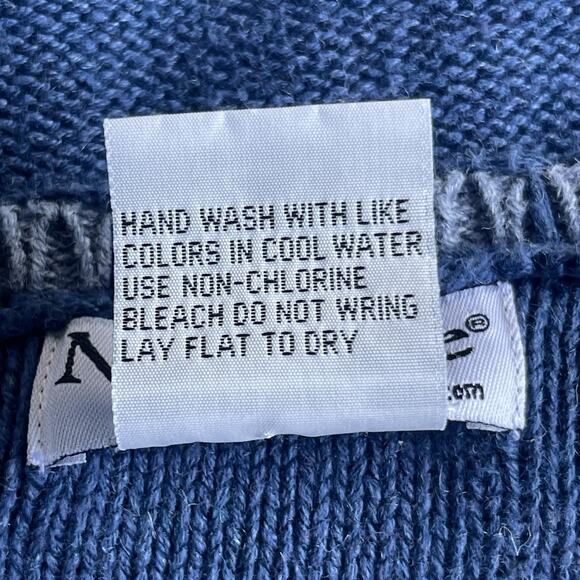 HAND WASH WITH LIKE
COLORS IN COOL WATER
USE NON-CHLORINE
BLEACH DO NOT WRING
LAY FLAT TO DRY
N e®
.com